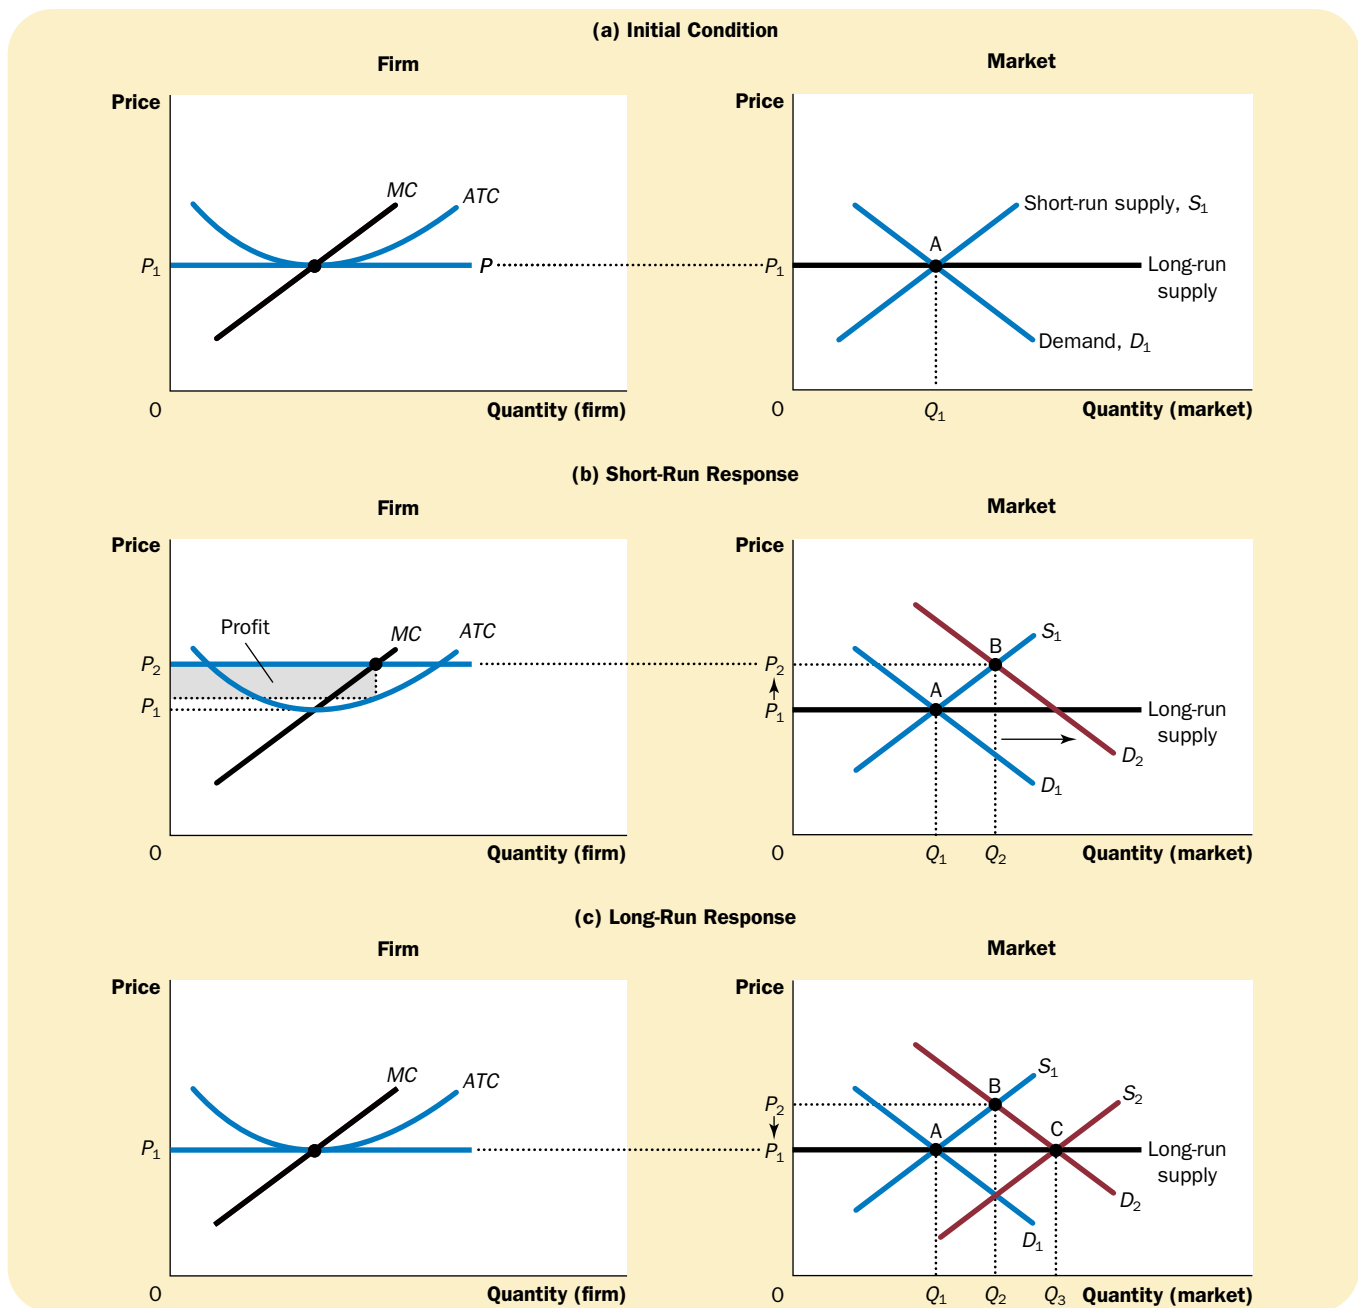 (a) Initial Condition
Firm
Market
Price
MC
ATC
P₁
P
0
Quantity (firm)
Price
Short-run supply, S₁
A
P₁
Long-run
supply
Demand, D₁
0
Q₁
Quantity (market)
(b) Short-Run Response
Firm
Market
Price
Profit
MC
ATC
P₂
P₁
0
Quantity (firm)
Price
S₁
B
P₂
A
P₁
Long-run
supply
D₂
D₁
0
Q₁
Q₂
Quantity (market)
(c) Long-Run Response
Firm
Market
Price
MC
ATC
P₁
0
Quantity (firm)
Price
S₁
B
S₂
P₂
A
C
P₁
Long-run
supply
D₂
D₁
0
Q₁
Q₂
Q₃
Quantity (market)